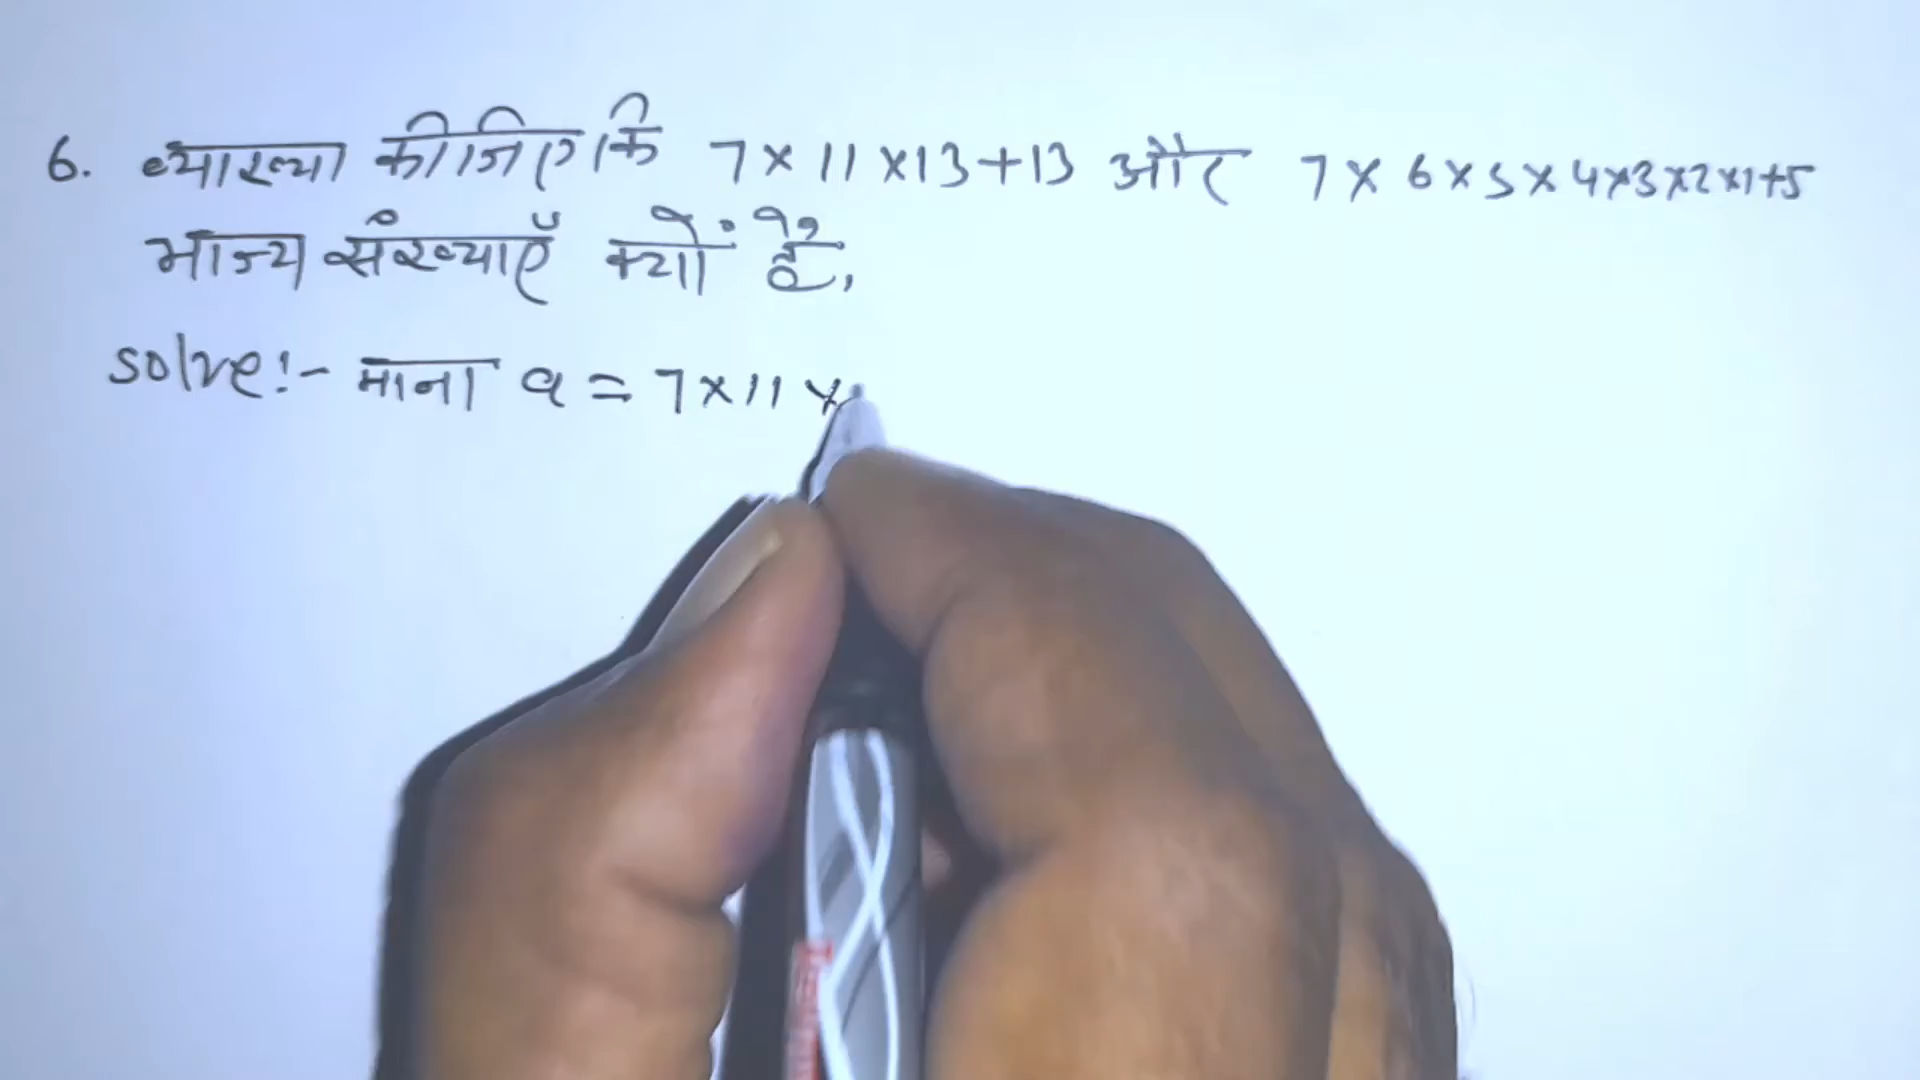 6. व्याख्या कीजिए कि 7×11×13+13 और 7×6×5×4×3×2×1+5
भाज्य संख्याएँ क्यों हैं,
solve:- माना a = 7×11×